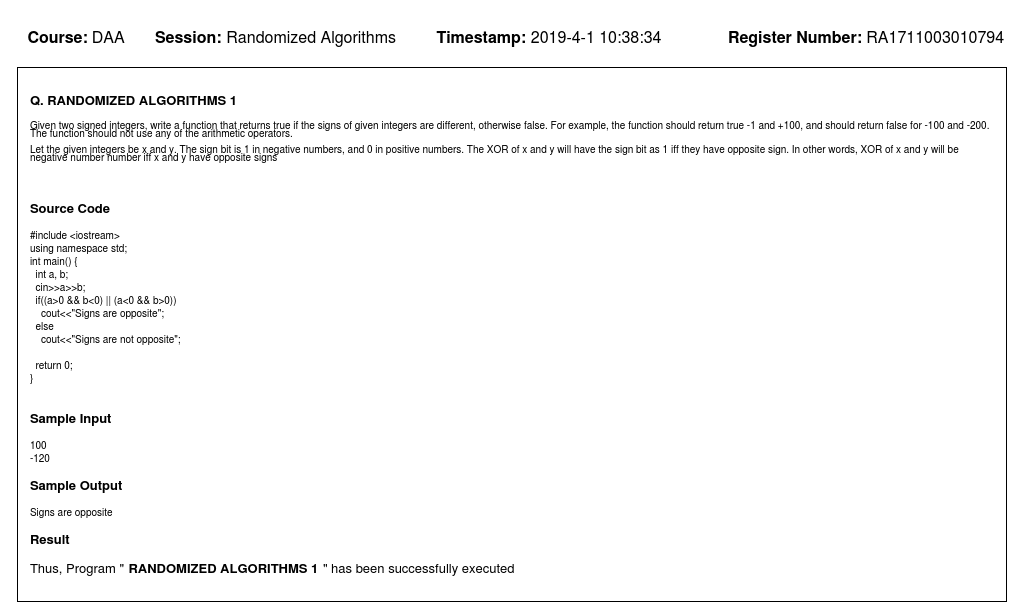 Course: DAA Session: Randomized Algorithms Timestamp: 2019-4-1 10:38:34 Register Number: RA1711003010794
Q. RANDOMIZED ALGORITHMS 1
Given two signed integers, write a function that returns true if the signs of given integers are different, otherwise false. For example, the function should return true -1 and +100, and should return false for -100 and -200.
The function should not use any of the arithmetic operators.
Let the given integers be x and y. The sign bit is 1 in negative numbers, and 0 in positive numbers. The XOR of x and y will have the sign bit as 1 iff they have opposite sign. In other words, XOR of x and y will be
negative number number iff x and y have opposite signs
Source Code
#include <iostream>
using namespace std;
int main() {
  int a, b;
  cin>>a>>b;
  if((a>0 && b<0) || (a<0 && b>0))
    cout<<"Signs are opposite";
  else
    cout<<"Signs are not opposite";
  return 0;
}
Sample Input
100
-120
Sample Output
Signs are opposite
Result
Thus, Program " RANDOMIZED ALGORITHMS 1 " has been successfully executed